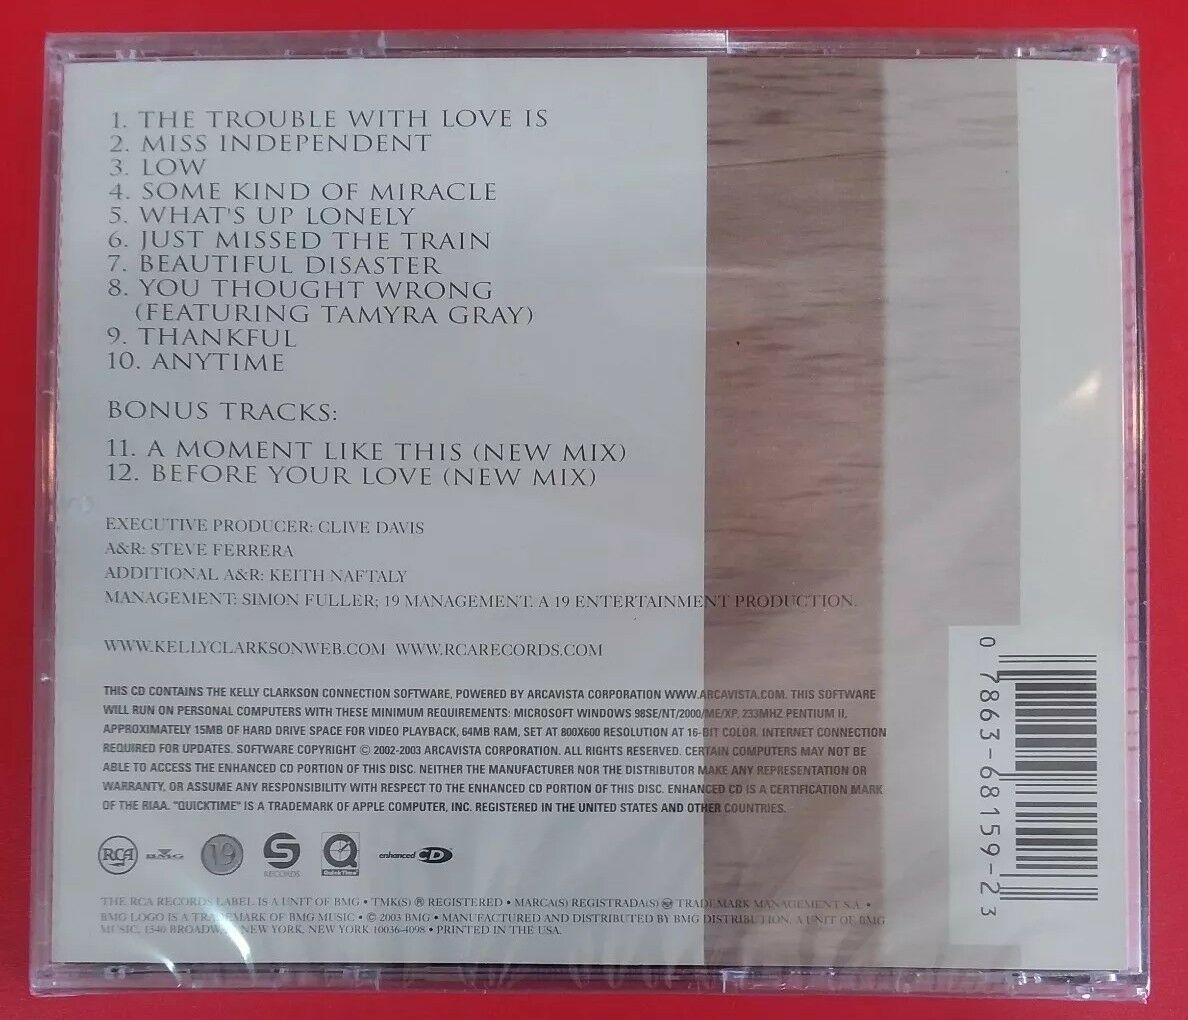 1. THE TROUBLE WITH LOVE IS
2. MISS INDEPENDENT
3. LOW
4. SOME KIND OF MIRACLE
5. WHAT'S UP LONELY
6. JUST MISSED THE TRAIN
7. BEAUTIFUL DISASTER
8. YOU THOUGHT WRONG
(FEATURING TAMYRA GRAY)
9. THANKFUL
10. ANYTIME
BONUS TRACKS:
11. A MOMENT LIKE THIS (NEW MIX)
12. BEFORE YOUR LOVE (NEW MIX)
EXECUTIVE PRODUCER: CLIVE DAVIS
A&R: STEVE FERRERA
ADDITIONAL A&R: KEITH NAFTALY
MANAGEMENT: SIMON FULLER; 19 MANAGEMENT. A 19 ENTERTAINMENT PRODUCTION.
WWW.KELLYCLARKSONWEB.COM WWW.RCARECORDS.COM
THIS CD CONTAINS THE KELLY CLARKSON CONNECTION SOFTWARE, POWERED BY ARCAVISTA CORPORATION WWW.ARCAVISTA.COM. THIS SOFTWARE
WILL RUN ON PERSONAL COMPUTERS WITH THESE MINIMUM REQUIREMENTS: MICROSOFT WINDOWS 98SE/NT/2000/ME/XP, 233MHZ PENTIUM II,
APPROXIMATELY 15MB OF HARD DRIVE SPACE FOR VIDEO PLAYBACK, 64MB RAM, SET AT 800X600 RESOLUTION AT 16-BIT COLOR. INTERNET CONNECTION
REQUIRED FOR UPDATES. SOFTWARE COPYRIGHT © 2002-2003 ARCAVISTA CORPORATION. ALL RIGHTS RESERVED. CERTAIN COMPUTERS MAY NOT BE
ABLE TO ACCESS THE ENHANCED CD PORTION OF THIS DISC. NEITHER THE MANUFACTURER NOR THE DISTRIBUTOR MAKE ANY REPRESENTATION OR
WARRANTY, OR ASSUME ANY RESPONSIBILITY WITH RESPECT TO THE ENHANCED CD PORTION OF THIS DISC. ENHANCED CD IS A CERTIFICATION MARK
OF THE RIAA. "QUICKTIME" IS A TRADEMARK OF APPLE COMPUTER, INC. REGISTERED IN THE UNITED STATES AND OTHER COUNTRIES.
RCA BMG 19 S RECORDS QuickTime™ enhanced CD
THE RCA RECORDS LABEL IS A UNIT OF BMG • TMK(S) ® REGISTERED • MARCA(S) REGISTRADA(S) RCA TRADEMARK MANAGEMENT S.A. •
BMG LOGO IS A TRADEMARK OF BMG MUSIC • © 2003 BMG • MANUFACTURED AND DISTRIBUTED BY BMG DISTRIBUTION, A UNIT OF BMG
MUSIC, 1540 BROADWAY, NEW YORK, NEW YORK 10036-4098 • PRINTED IN THE USA.
0 7863-68159-2 3